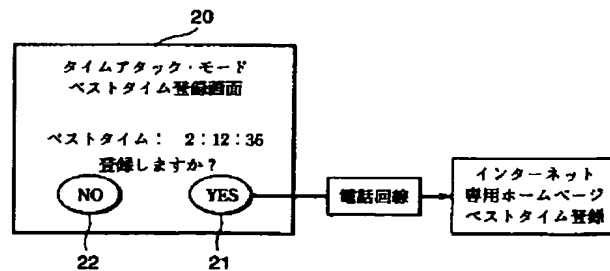 20
タイムアタック・モード
ベストタイム登録画面
ベストタイム： 2：12：36
登録しますか？
NO
YES
22
21
電話回線
インターネット
専用ホームページ
ベストタイム登録